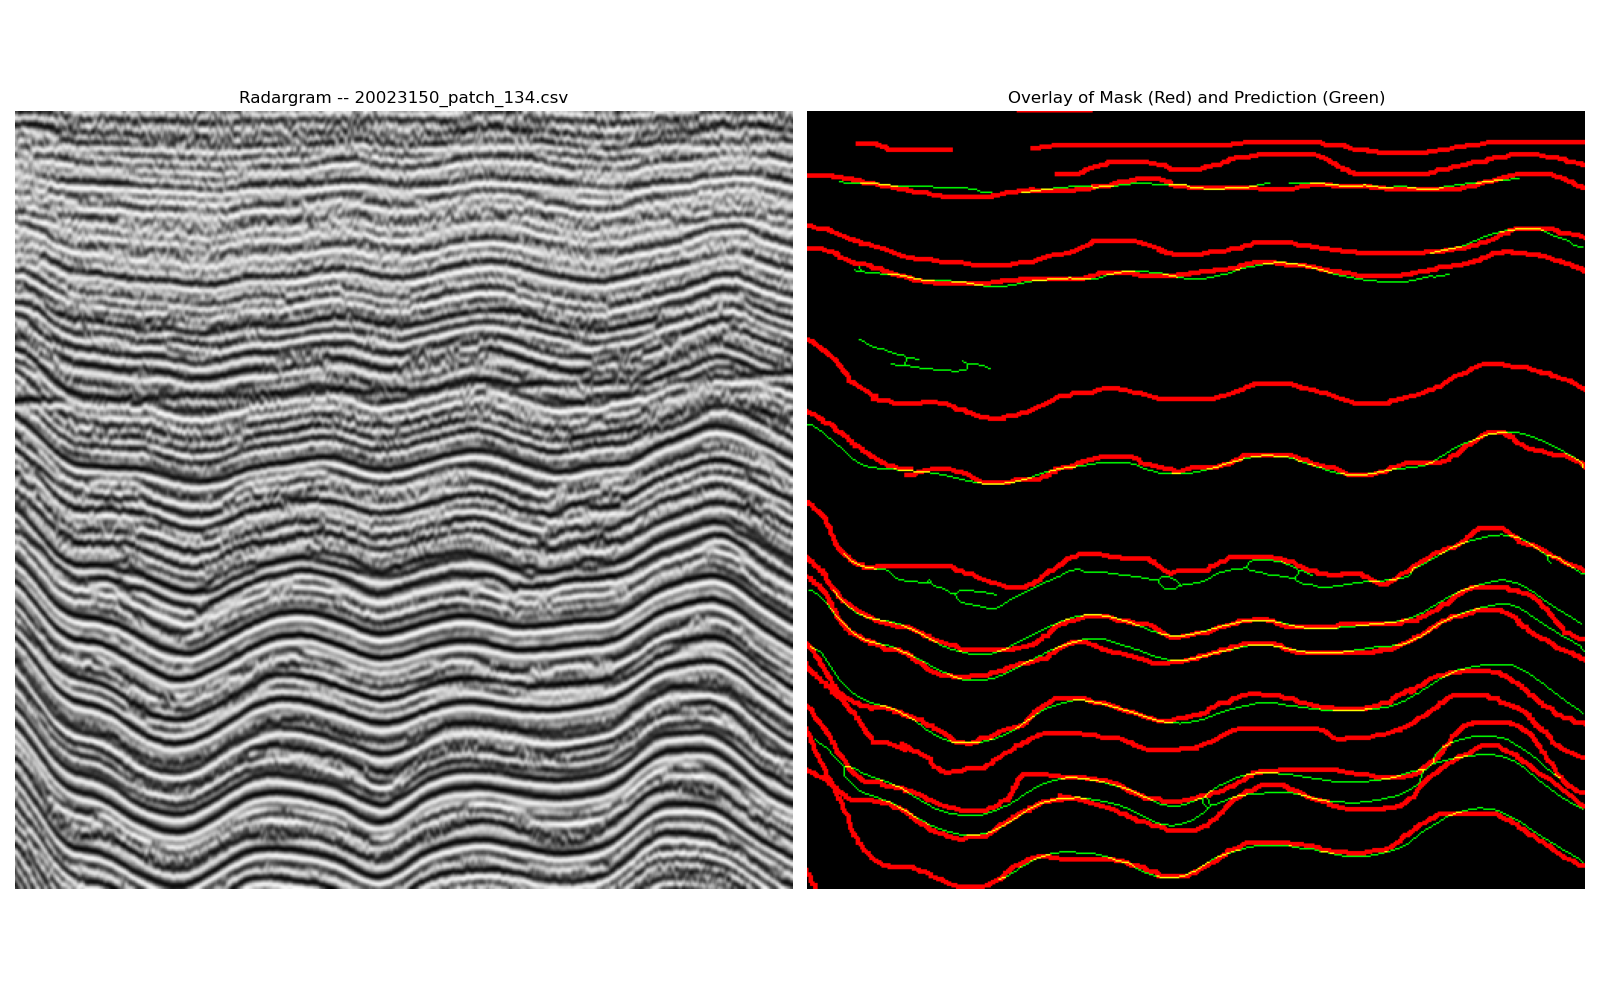 Radargram -- 20023150_patch_134.csv
Overlay of Mask (Red) and Prediction (Green)